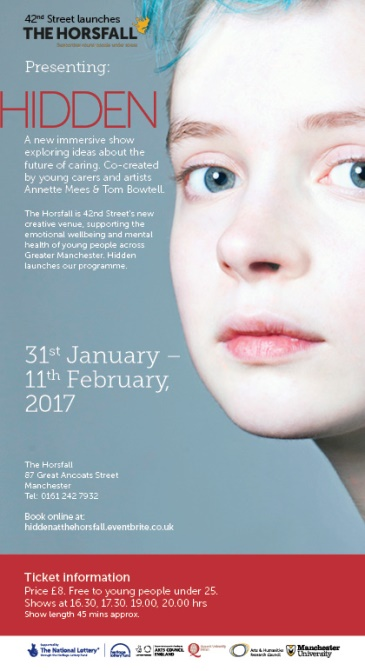 42nd Street launches
THE HORSFALL
Presenting:
HIDDEN
A new immersive show
exploring ideas about the
future of caring. Co-created
by young carers and artists
Annette Mees & Tom Bowtell.
The Horsfall is 42nd Street's new
creative venue, supporting the
emotional wellbeing and mental
health of young people across
Greater Manchester. Hidden
launches our programme.
31st January –
11th February,
2017
The Horsfall
87 Great Ancoats Street
Manchester
Tel: 0161 242 7932
Book online at:
hiddenatthehorsfall.eventbrite.co.uk
Ticket information
Price £8. Free to young people under 25.
Shows at 16.30, 17.30. 19.00, 20.00 hrs
Show length 45 mins approx.
The National Lottery
ARTS COUNCIL
ENGLAND
Arts & Humanities
Research Council
Manchester
University